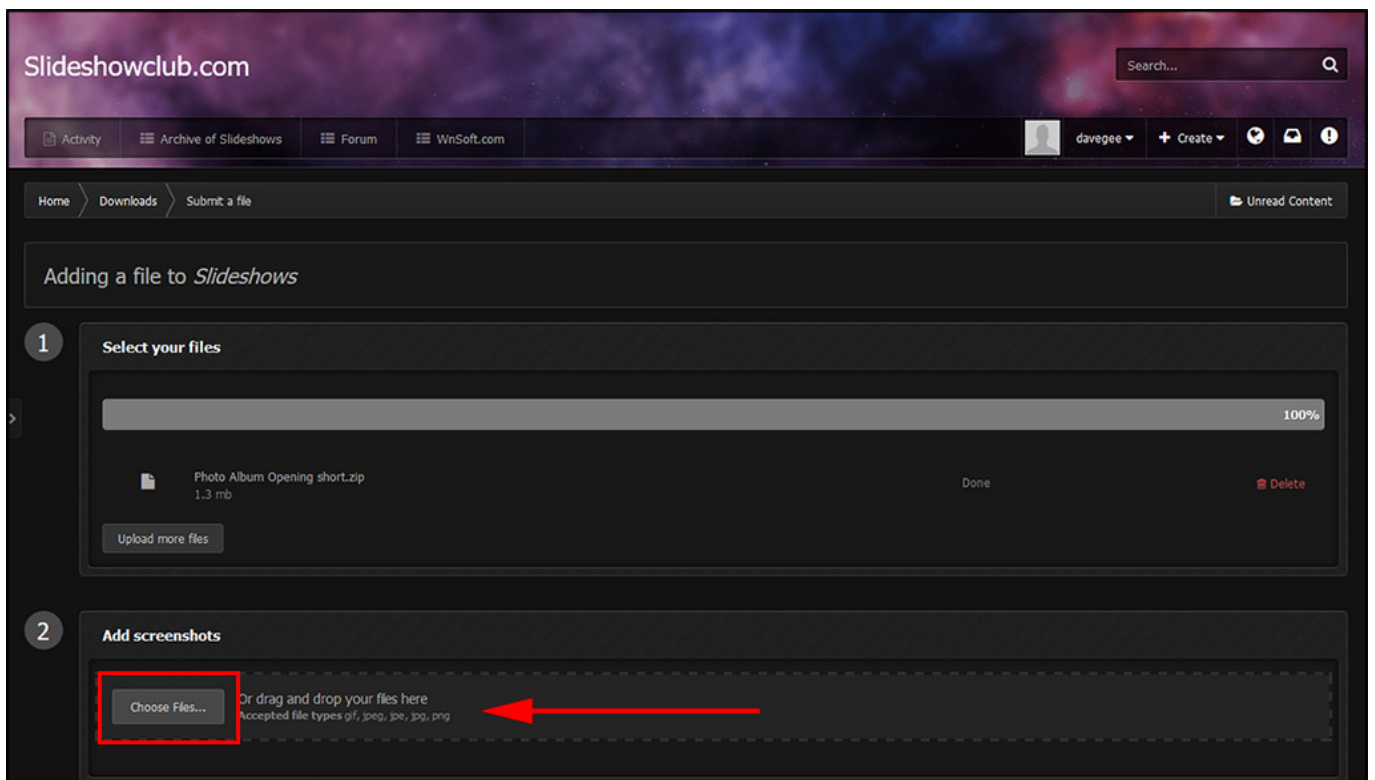 Slideshowclub.com
Search...
Activity
Archive of Slideshows
Forum
WnSoft.com
davegee
+ Create
Home
Downloads
Submit a file
Unread Content
Adding a file to Slideshows
1
Select your files
100%
Photo Album Opening short.zip
1.3 mb
Done
Delete
Upload more files
2
Add screenshots
Choose Files...
Or drag and drop your files here
Accepted file types gif, jpeg, jpe, jpg, png